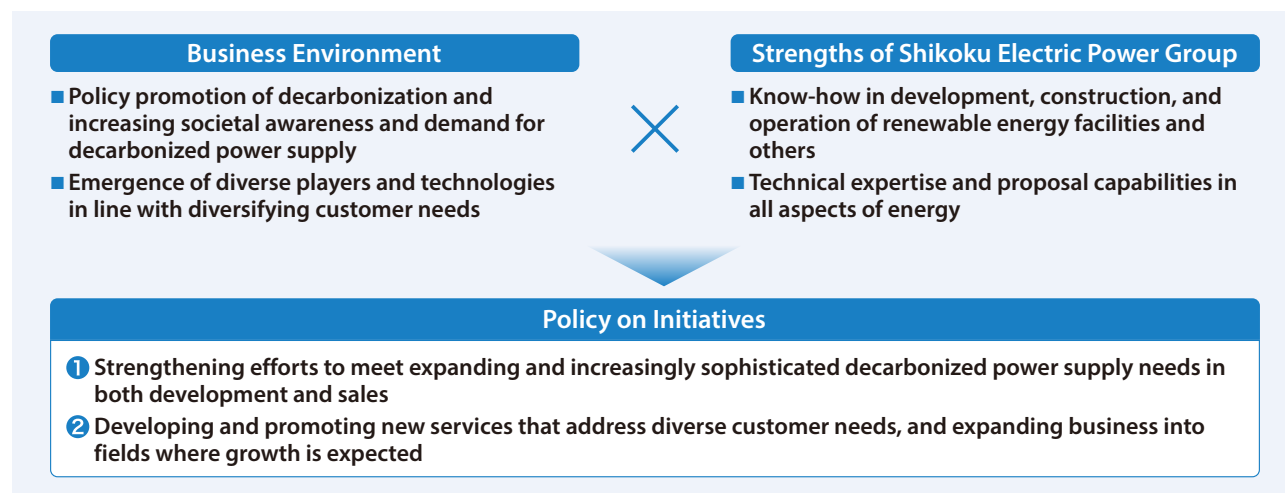 Business Environment
■ Policy promotion of decarbonization and
increasing societal awareness and demand for
decarbonized power supply
■ Emergence of diverse players and technologies
in line with diversifying customer needs
×
Strengths of Shikoku Electric Power Group
■ Know-how in development, construction, and
operation of renewable energy facilities and
others
■ Technical expertise and proposal capabilities in
all aspects of energy
Policy on Initiatives
❶ Strengthening efforts to meet expanding and increasingly sophisticated decarbonized power supply needs in
both development and sales
❷ Developing and promoting new services that address diverse customer needs, and expanding business into
fields where growth is expected